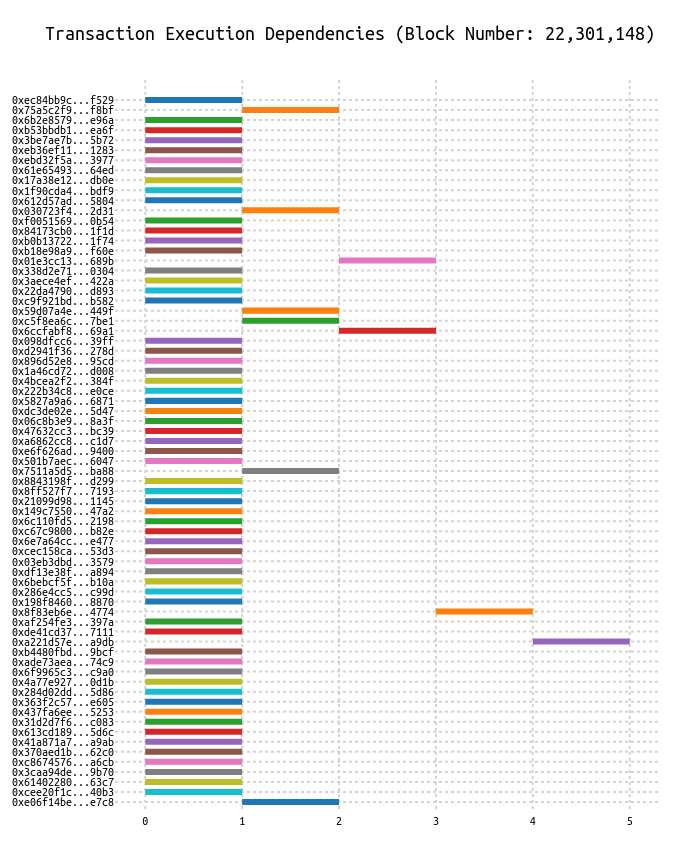 Transaction Execution Dependencies (Block Number: 22,301,148)
0xec84bb9c...f529
0x75a5c2f9...f8bf
0x6b2e8579...e96a
0xb53bbdb1...ea6f
0x3be7ae7b...5b72
0xeb36ef11...1283
0xebd32f5a...3977
0x61e65493...64ed
0x17a38e12...db0e
0x1f90cda4...bdf9
0x612d57ad...5804
0x030723f4...2d31
0xf0051569...0b54
0x84173cb0...1f1d
0xb0b13722...1f74
0xb18e98a9...f60e
0x01e3cc13...689b
0x338d2e71...0304
0x3aece4ef...422a
0x22da4790...d893
0xc9f921bd...b582
0x59d07a4e...449f
0xc5f8ea6c...7be1
0x6ccfabf8...69a1
0x098dfcc6...39ff
0xd2941f36...278d
0x896d52e8...95cd
0x1a46cd72...d008
0x4bcea2f2...384f
0x222b34c8...e0ce
0x5827a9a6...6871
0xdc3de02e...5d47
0x06c8b3e9...8a3f
0x47632cc3...bc39
0xa6862cc8...c1d7
0xe6f626ad...9400
0x501b7aec...6047
0x7511a5d5...ba88
0x8843198f...d299
0x8ff527f7...7193
0x21099d98...1145
0x149c7550...47a2
0x6c110fd5...2198
0xc67c9800...b82e
0x6e7a64cc...e477
0xcec158ca...53d3
0x03eb3dbd...3579
0xdf13e38f...a894
0x6bebcf5f...b10a
0x286e4cc5...c99d
0x198f8460...8870
0x8f83eb6e...4774
0xaf254fe3...397a
0xde41cd37...7111
0xa221d57e...a9db
0xb4480fbd...9bcf
0xade73aea...74c9
0x6f9965c3...c9a0
0x4a77e927...0d1b
0x284d02dd...5d86
0x363f2c57...e605
0x437fa6ee...5253
0x31d2d7f6...c083
0x613cd189...5d6c
0x41a871a7...a9ab
0x370aed1b...62c0
0xc8674576...a6cb
0x3caa94de...9b70
0x61402280...63c7
0xcee20f1c...40b3
0xe06f14be...e7c8
0 1 2 3 4 5